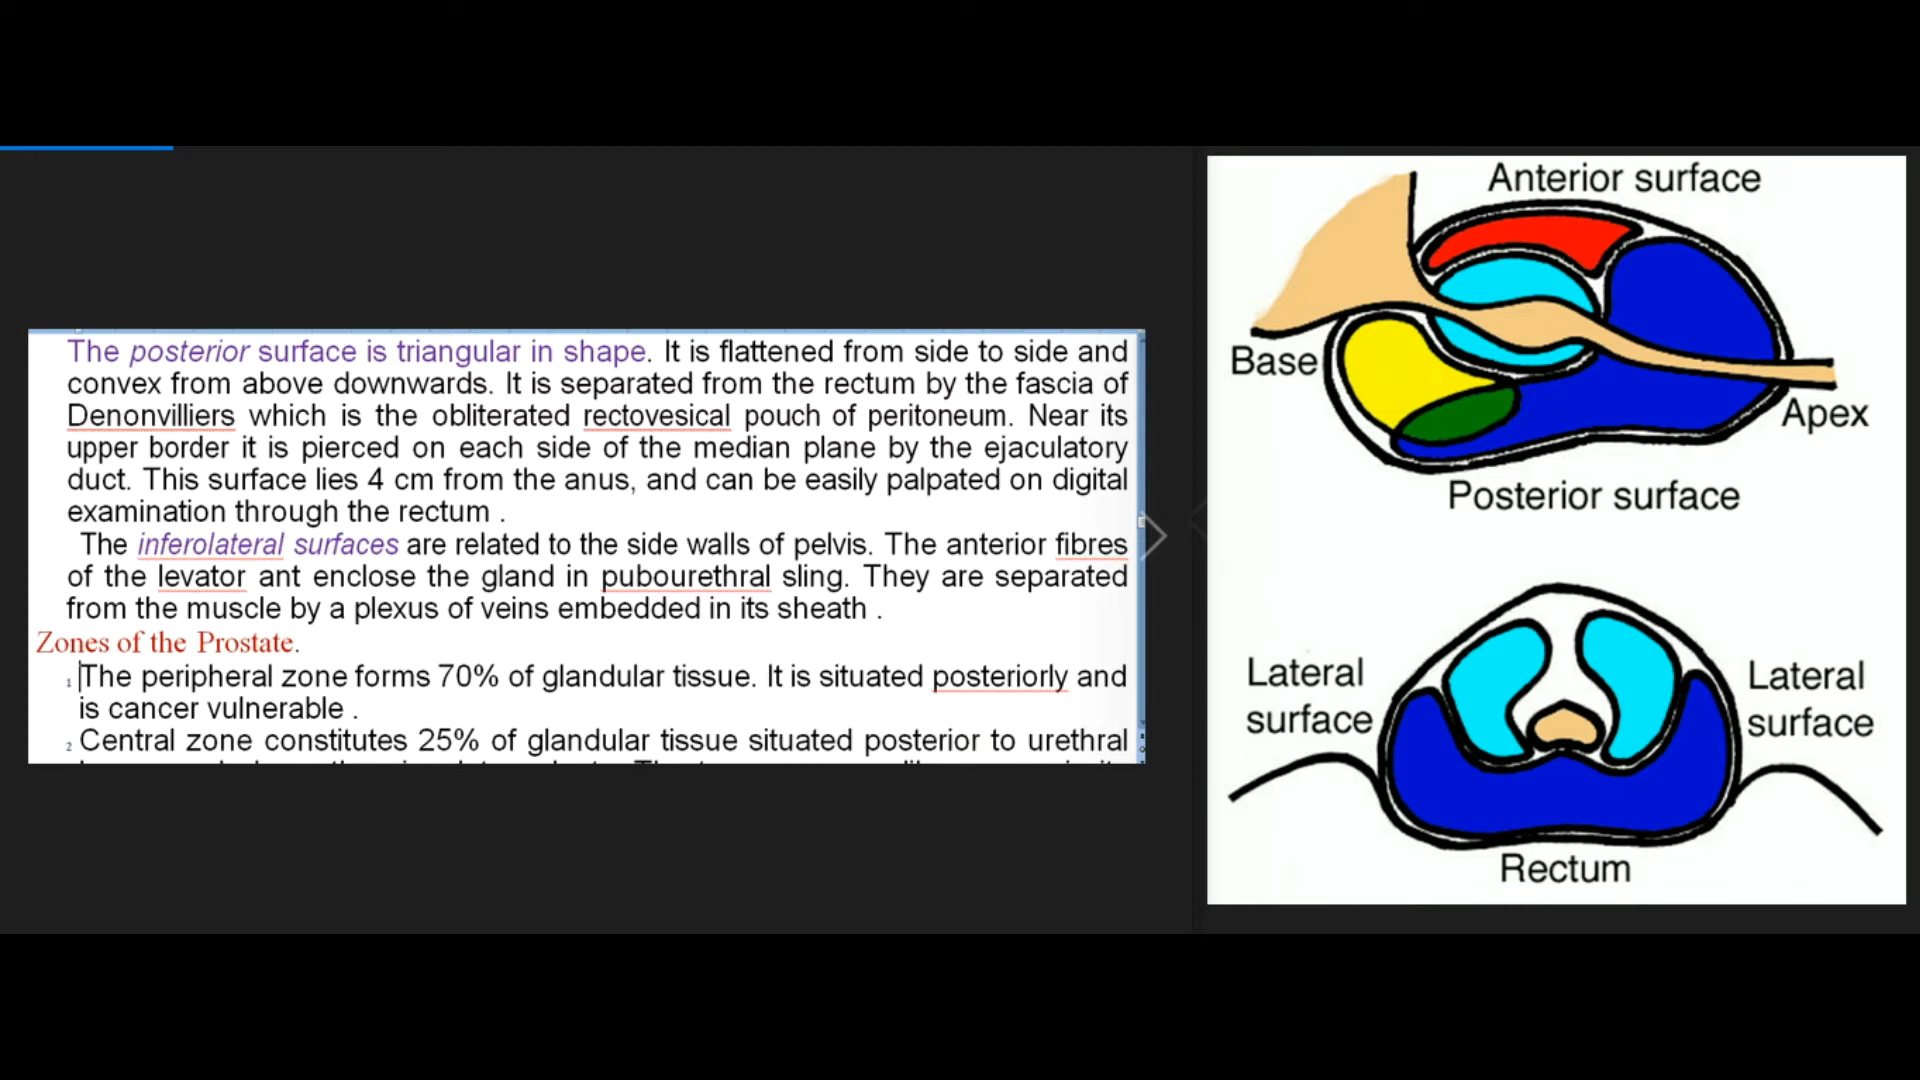 The posterior surface is triangular in shape. It is flattened from side to side and
convex from above downwards. It is separated from the rectum by the fascia of
Denonvilliers which is the obliterated rectovesical pouch of peritoneum. Near its
upper border it is pierced on each side of the median plane by the ejaculatory
duct. This surface lies 4 cm from the anus, and can be easily palpated on digital
examination through the rectum .
The inferolateral surfaces are related to the side walls of pelvis. The anterior fibres
of the levator ant enclose the gland in pubourethral sling. They are separated
from the muscle by a plexus of veins embedded in its sheath .
Zones of the Prostate.
1 The peripheral zone forms 70% of glandular tissue. It is situated posteriorly and
is cancer vulnerable .
2 Central zone constitutes 25% of glandular tissue situated posterior to urethral
Anterior surface
Base
Apex
Posterior surface
Lateral
surface
Lateral
surface
Rectum